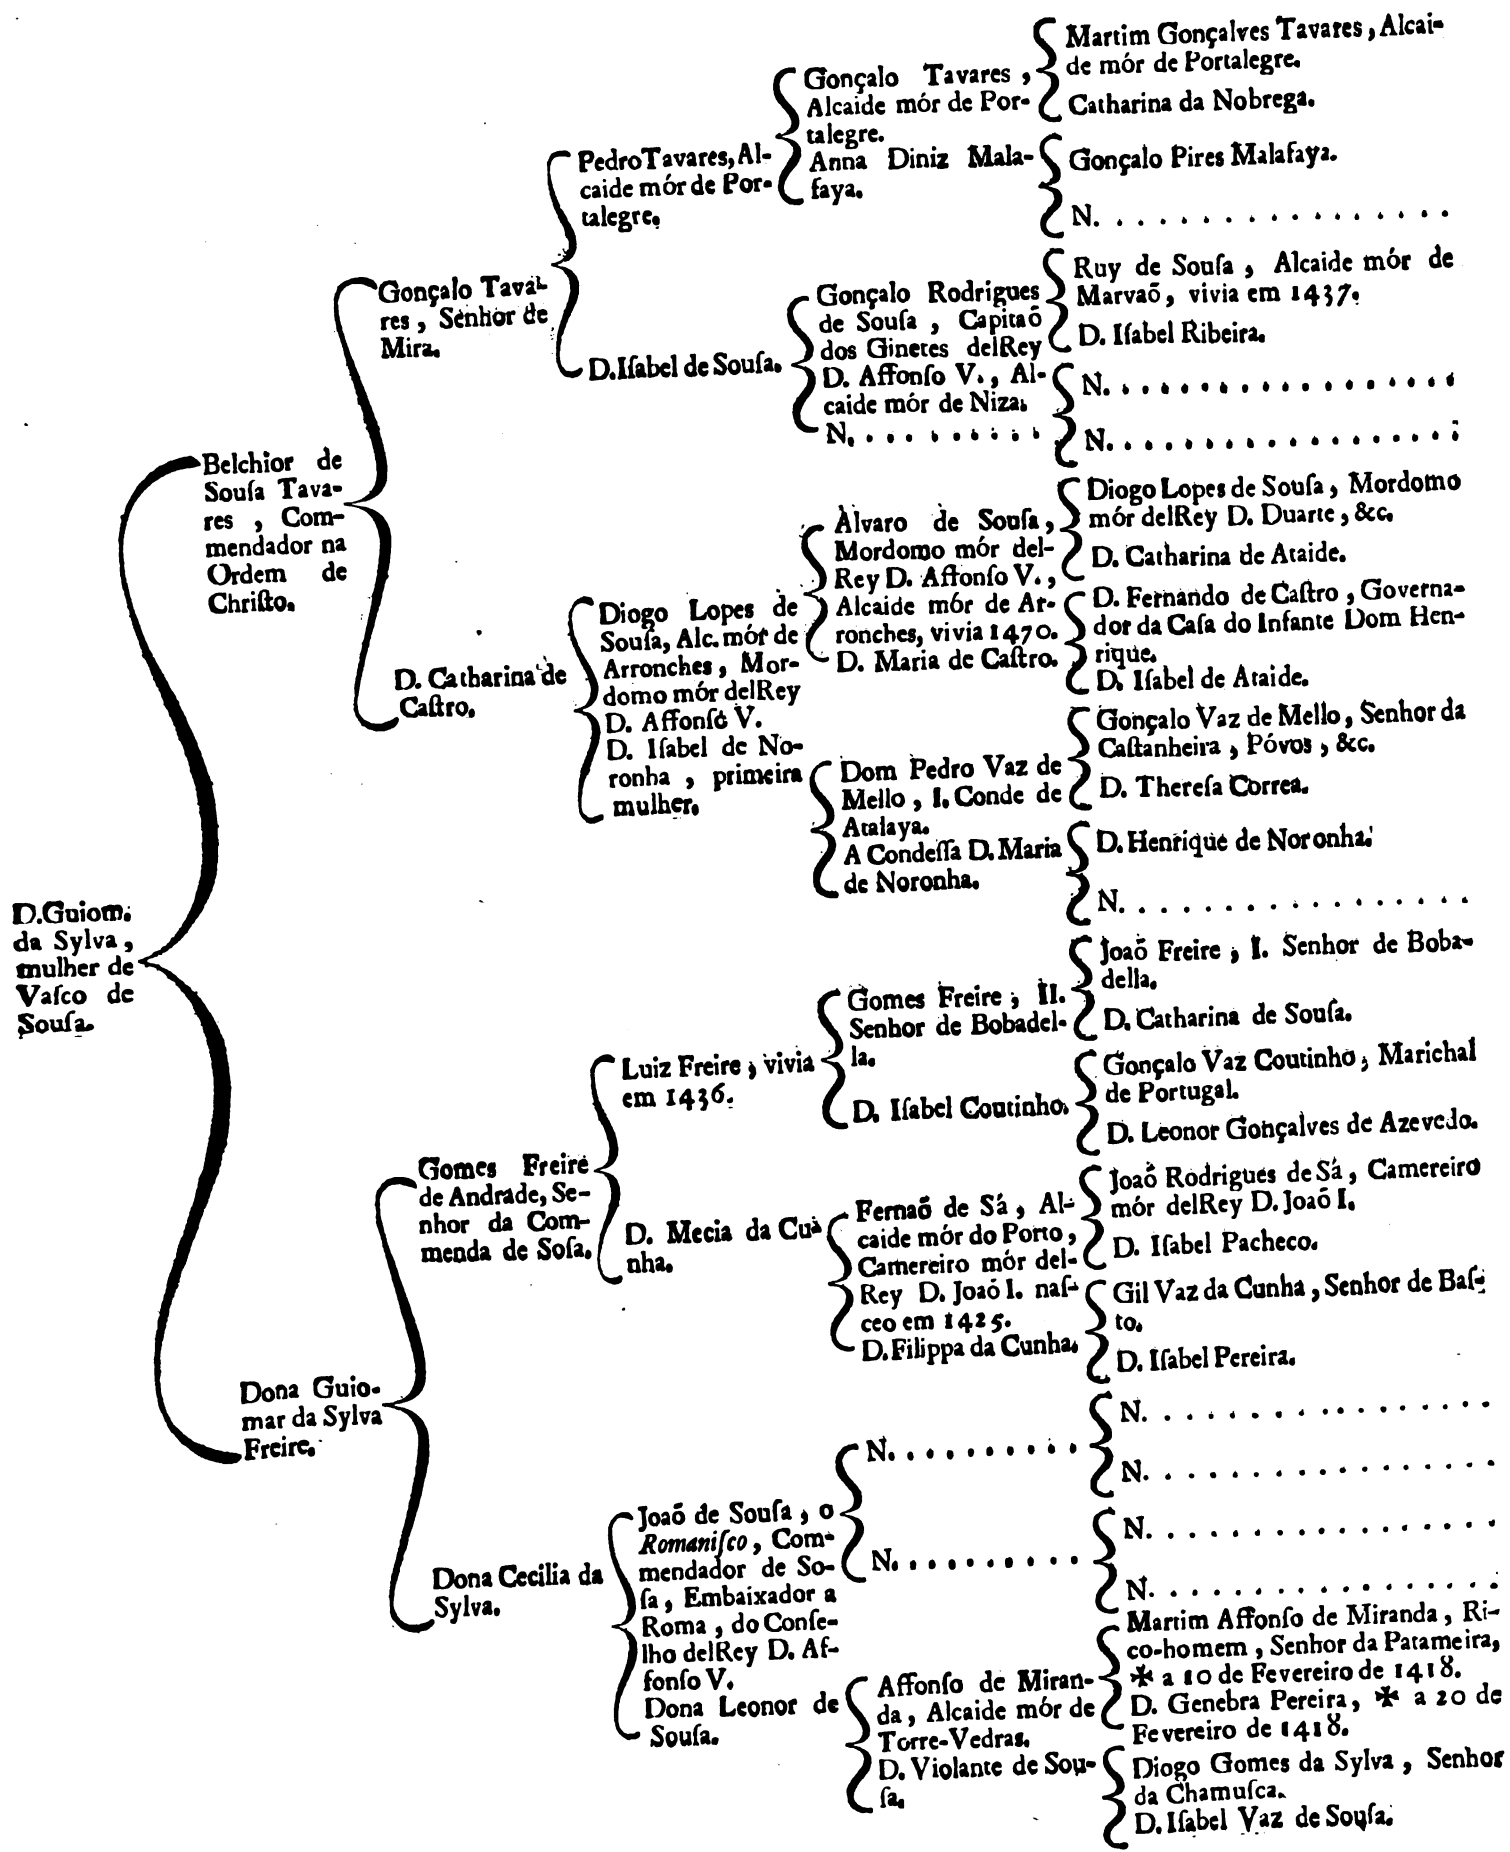 D.Guiom.
da Sylva,
mulher de
Vaſco de
Souſa.
Belchior de
Souſa Tava-
res, Com-
mendador na
Ordem de
Chriſto.
Dona Guio-
mar da Sylva
Freire.
Gonçalo Tava-
res, Senhor de
Mira.
D. Catharina de
Caſtro.
Gomes Freire
de Andrade, Se-
nhor da Com-
menda de Soſa.
Dona Cecilia da
Sylva.
Pedro Tavares, Al-
caide mór de Por-
talegre.
D.Iſabel de Souſa.
Diogo Lopes de
Souſa, Alc. mór de
Arronches, Mor-
domo mór delRey
D. Affonſo V.
D. Iſabel de No-
ronha, primeira
mulher.
Luiz Freire, vivia
em 1436.
D. Mecia da Cu-
nha.
Joaõ de Souſa, o
Romaniſco, Com-
mendador de So-
ſa, Embaixador a
Roma, do Conſe-
lho delRey D. Af-
fonſo V.
Dona Leonor de
Souſa.
Gonçalo Tavares,
Alcaide mór de Por-
talegre.
Anna Diniz Mala-
faya.
Gonçalo Rodrigues
de Souſa, Capitaõ
dos Ginetes delRey
D. Affonſo V., Al-
caide mór de Niza.
N. . . . . . . . .
Alvaro de Souſa,
Mordomo mór del-
Rey D. Affonſo V.,
Alcaide mór de Ar-
ronches, vivia 1470.
D. Maria de Caſtro.
Dom Pedro Vaz de
Mello, I. Conde de
Atalaya.
A Condeſſa D. Maria
de Noronha.
Gomes Freire, II.
Senhor de Bobadel-
la.
D. Iſabel Coutinho.
Fernaõ de Sá, Al-
caide mór do Porto,
Camereiro mór del-
Rey D. Joaõ I. naſ-
ceo em 1425.
D.Filippa da Cunha.
N. . . . . . . . . .
N. . . . . . . . . .
Affonſo de Miran-
da, Alcaide mór de
Torre-Vedras.
D. Violante de Sou-
ſa.
Martim Gonçalves Tavares, Alcai-
de mór de Portalegre.
Catharina da Nobrega.
Gonçalo Pires Malafaya.
N. . . . . . . . . . . . . . . . .
Ruy de Souſa, Alcaide mór de
Marvaõ, vivia em 1437.
D. Iſabel Ribeira.
N. . . . . . . . . . . . . . . . .
N. . . . . . . . . . . . . . . . .
Diogo Lopes de Souſa, Mordomo
mór delRey D. Duarte, &c.
D. Catharina de Ataide.
D. Fernando de Caſtro, Governa-
dor da Caſa do Infante Dom Hen-
rique.
D. Iſabel de Ataide.
Gonçalo Vaz de Mello, Senhor da
Caſtanheira, Póvos, &c.
D. Thereſa Correa.
D. Henrique de Noronha.
N. . . . . . . . . . . . . . . . .
Joaõ Freire, I. Senhor de Boba-
della.
D. Catharina de Souſa.
Gonçalo Vaz Coutinho, Marichal
de Portugal.
D. Leonor Gonçalves de Azevedo.
Joaõ Rodrigues de Sá, Camereiro
mór delRey D. Joaõ I.
D. Iſabel Pacheco.
Gil Vaz da Cunha, Senhor de Baſ-
to.
D. Iſabel Pereira.
N. . . . . . . . . . . . . . . . .
N. . . . . . . . . . . . . . . . .
N. . . . . . . . . . . . . . . . .
N. . . . . . . . . . . . . . . . .
Martim Affonſo de Miranda, Ri-
co-homem, Senhor da Patameira,
✠ a 10 de Fevereiro de 1418.
D. Genebra Pereira, ✠ a 20 de
Fevereiro de 1418.
Diogo Gomes da Sylva, Senhor
da Chamuſca.
D. Iſabel Vaz de Souſa.